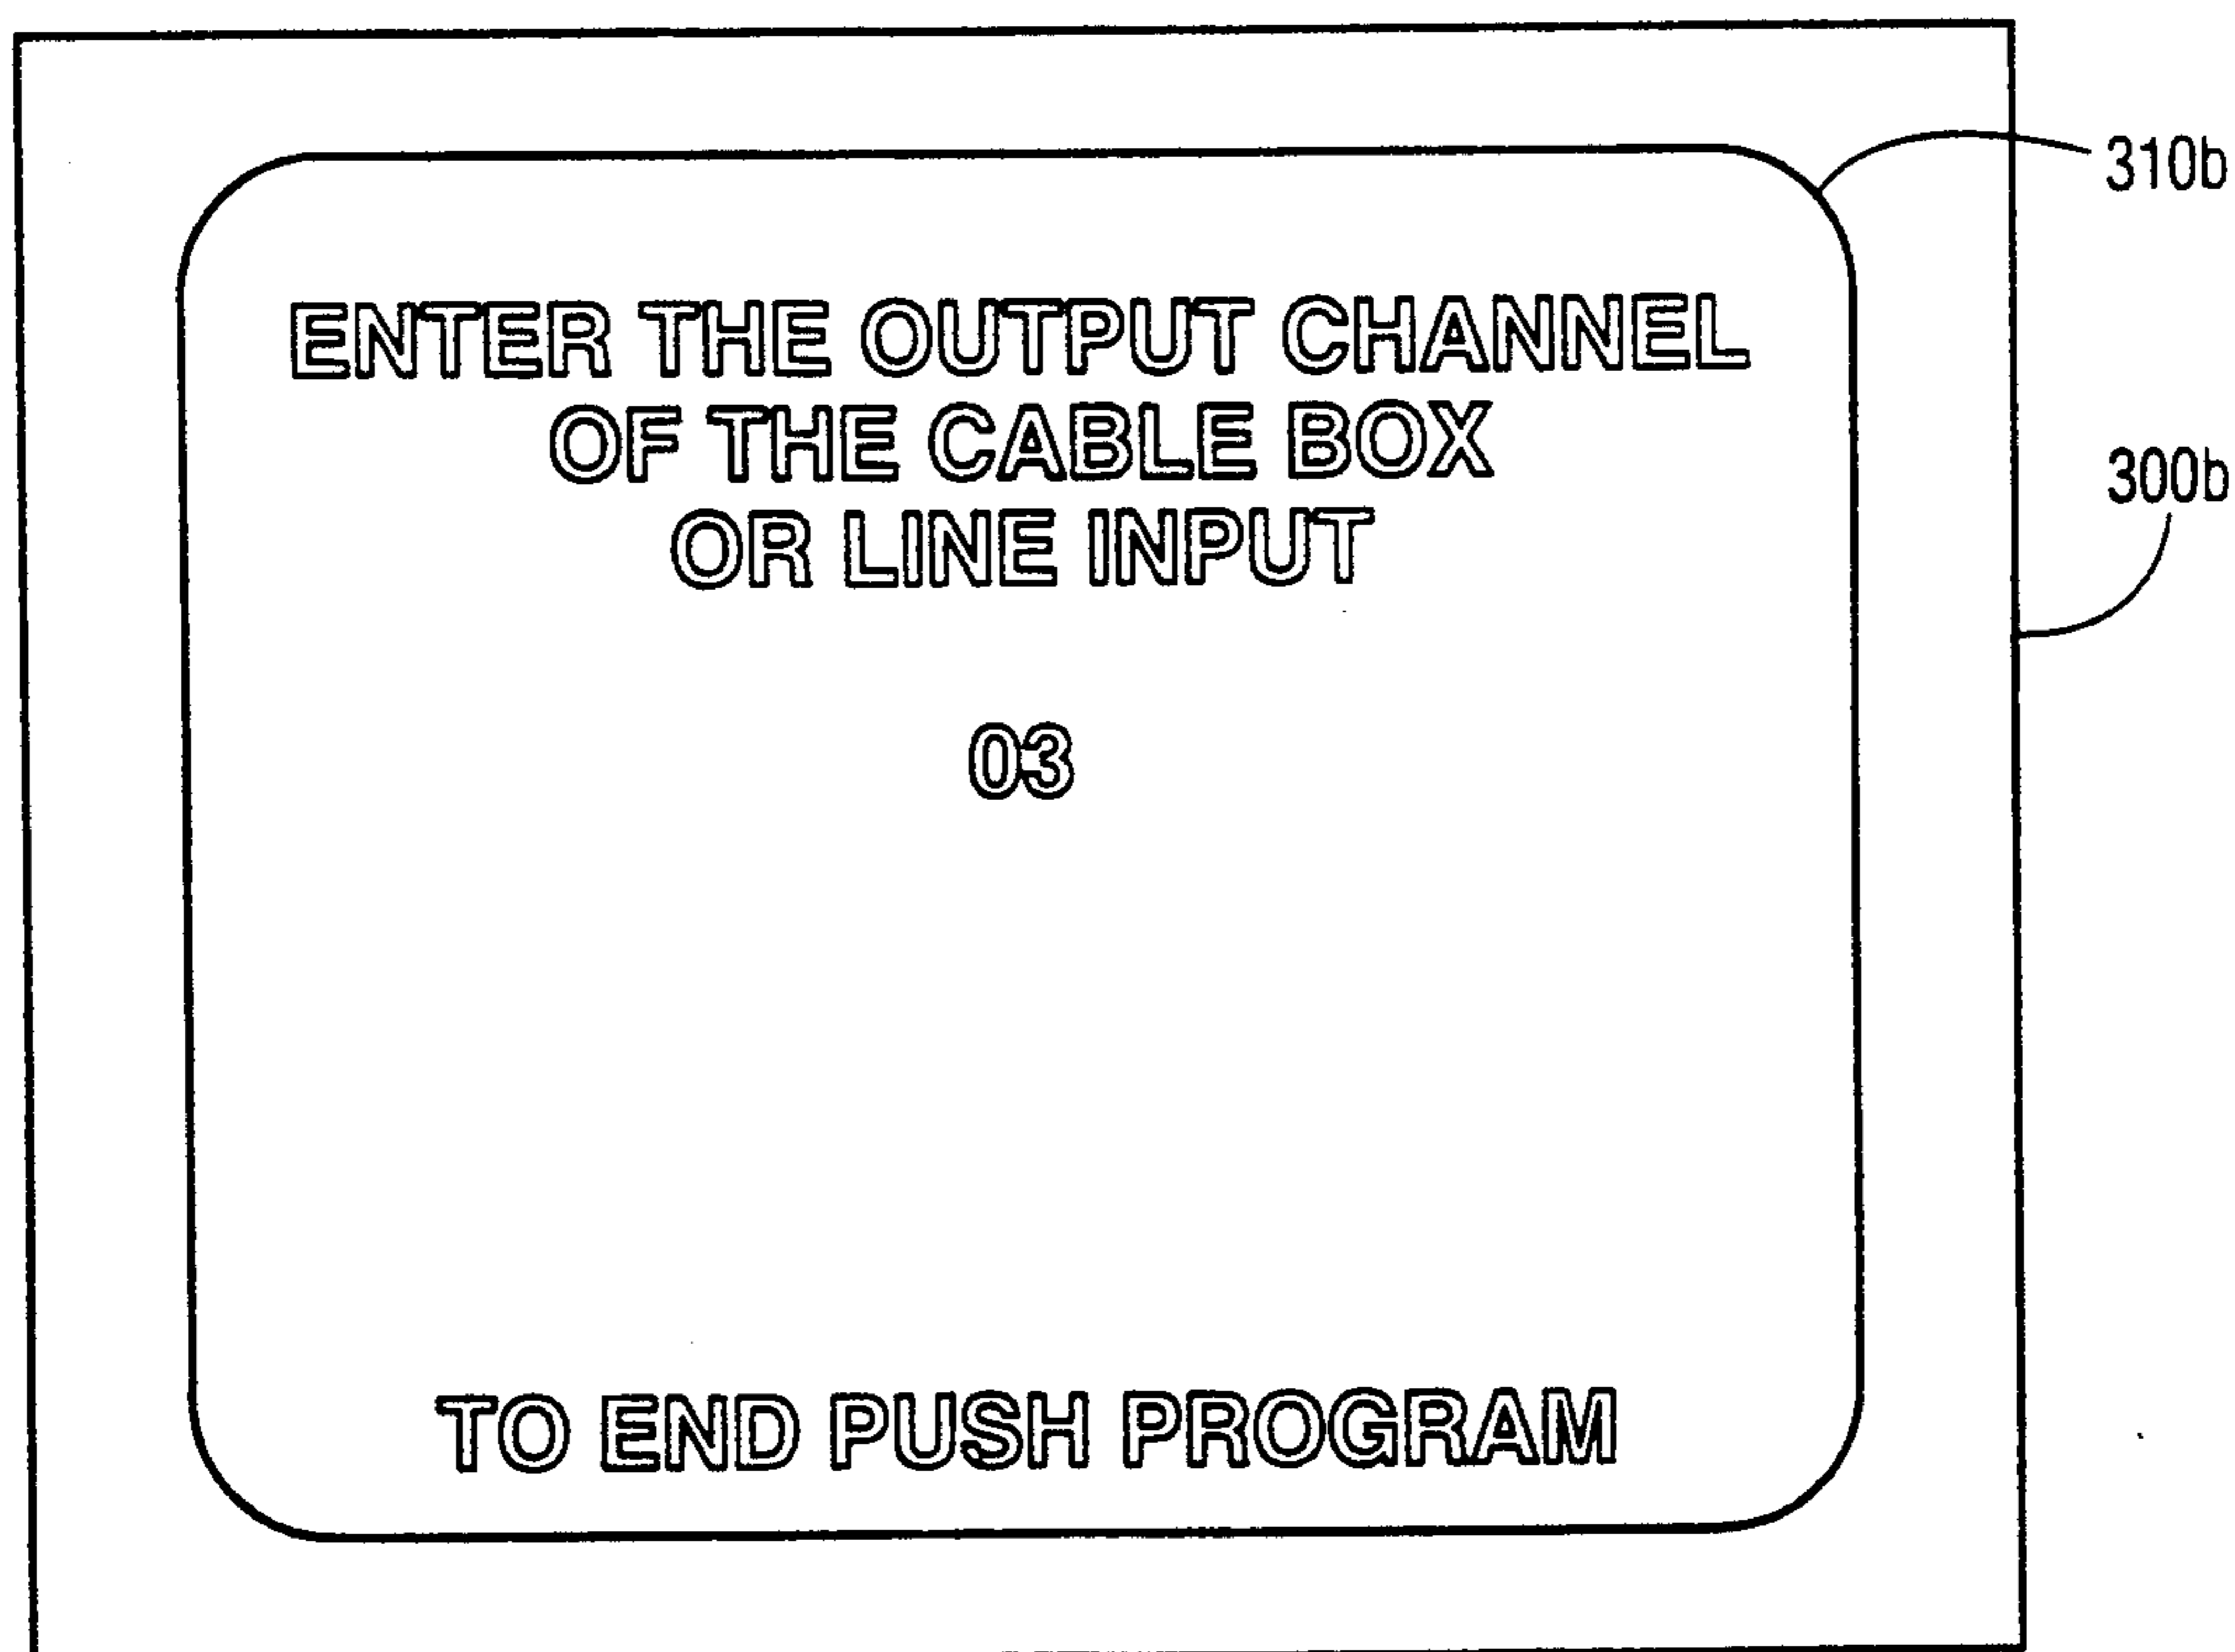 310b
ENTER THE OUTPUT CHANNEL
OF THE CABLE BOX
OR LINE INPUT
300b
03
TO END PUSH PROGRAM